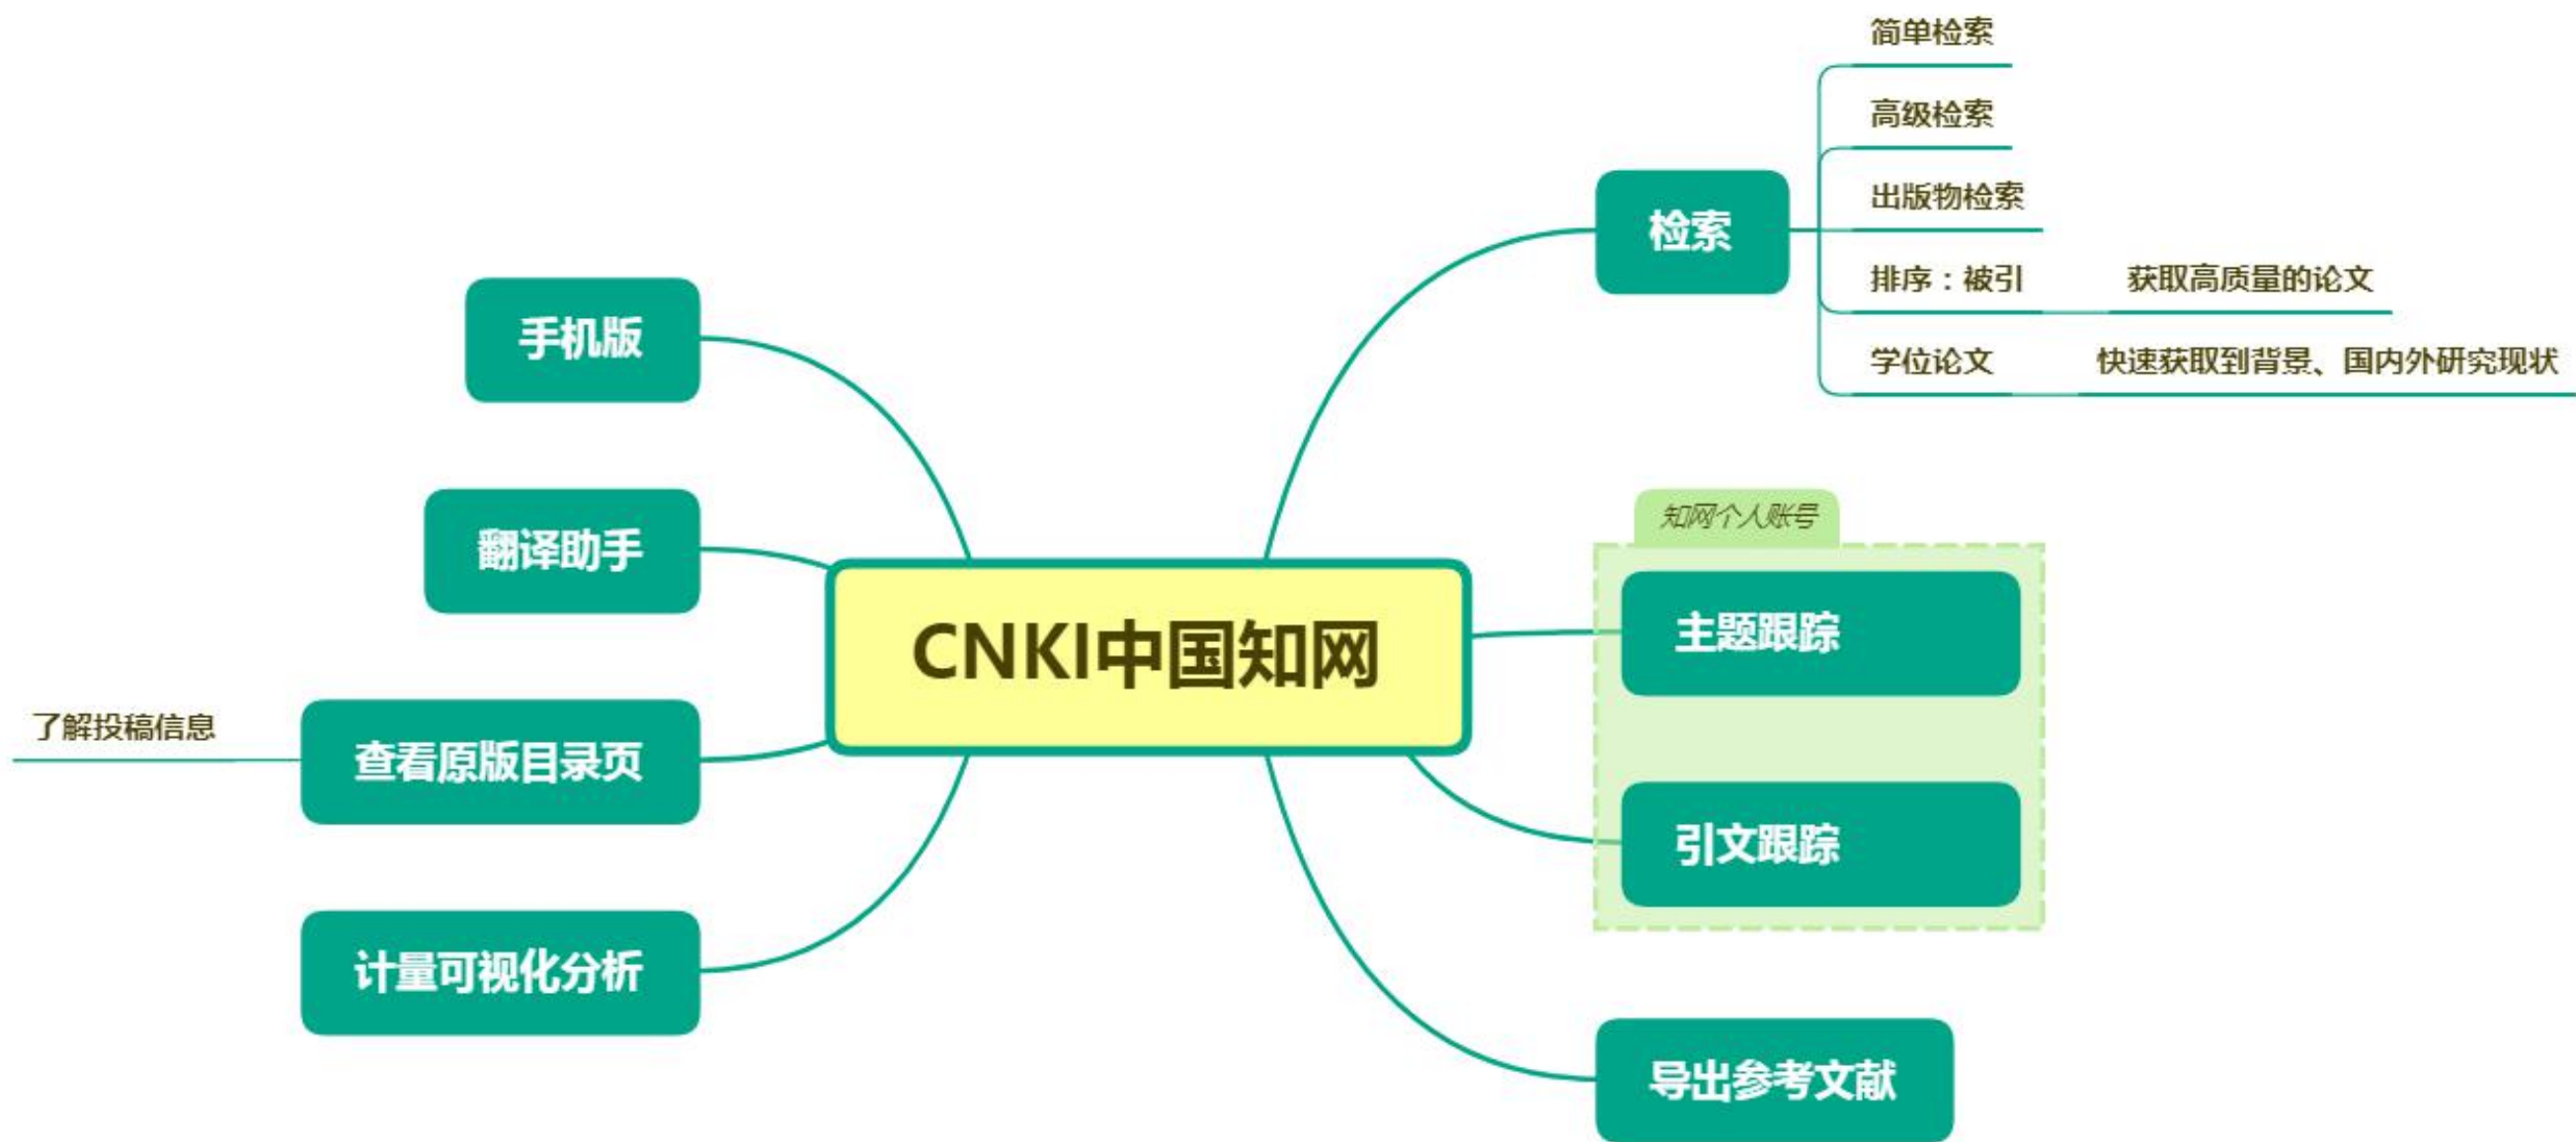 CNKI中国知网
检索
简单检索
高级检索
出版物检索
排序：被引
获取高质量的论文
学位论文
快速获取到背景、国内外研究现状
知网个人账号
主题跟踪
引文跟踪
导出参考文献
手机版
翻译助手
查看原版目录页
了解投稿信息
计量可视化分析